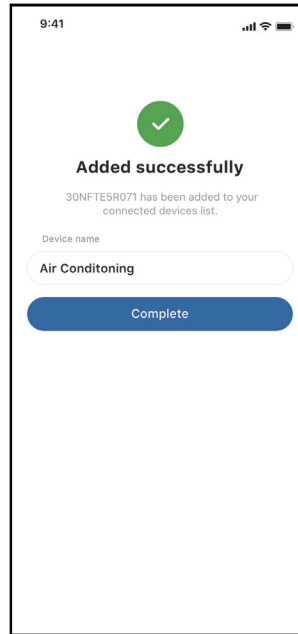 9:41
Added successfully
30NFTE5R071 has been added to your
connected devices list.
Device name
Air Conditoning
Complete